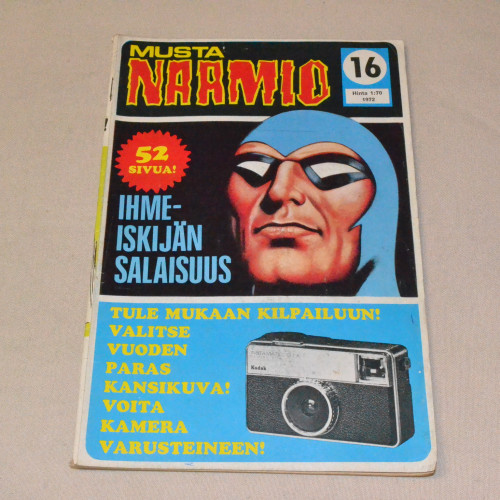 MUSTA
NAAMIO
16
Hinta 1:70
1973
52
SIVUA!
IHME-
ISKIJÄN
SALAISUUS
TULE MUKAAN KILPAILUUN!
VALITSE
VUODEN
PARAS
KANSIKUVA!
VOITA
KAMERA
VARUSTEINEEN!
Kodak